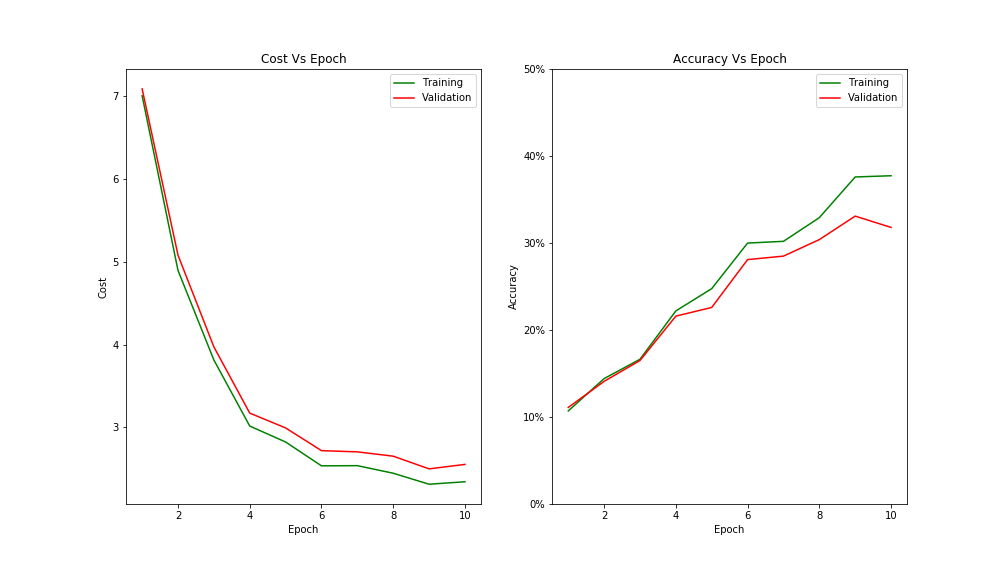 Cost Vs Epoch
Training
Validation
7
6
5
4
3
Cost
2 4 6 8 10
Epoch
Accuracy Vs Epoch
Training
Validation
50%
40%
30%
20%
10%
0%
Accuracy
2 4 6 8 10
Epoch